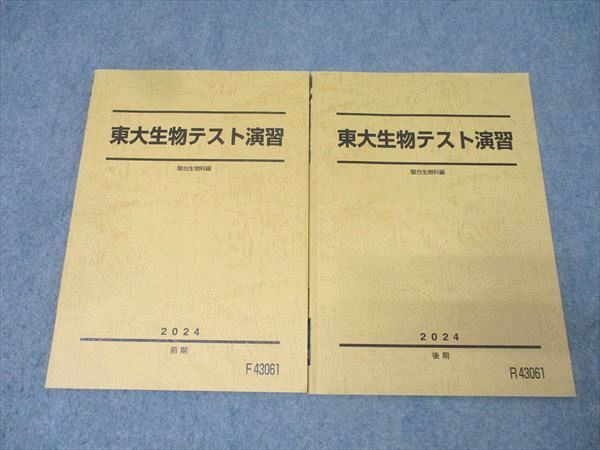 東大生物テスト演習
駿台生物科編
2024
前期
F43061
東大生物テスト演習
駿台生物科編
2024
後期
R43061